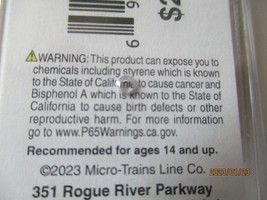 ⚠WARNING: This product can expose you to
chemicals including styrene which is known
to the State of California to cause cancer and
Bisphenol A which is known to the State of
California to cause birth defects or other
reproductive harm. For more information
go to www.P65Warnings.ca.gov.
Recommended for ages 14 and up.
©2023 Micro-Trains Line Co.
351 Rogue River Parkway